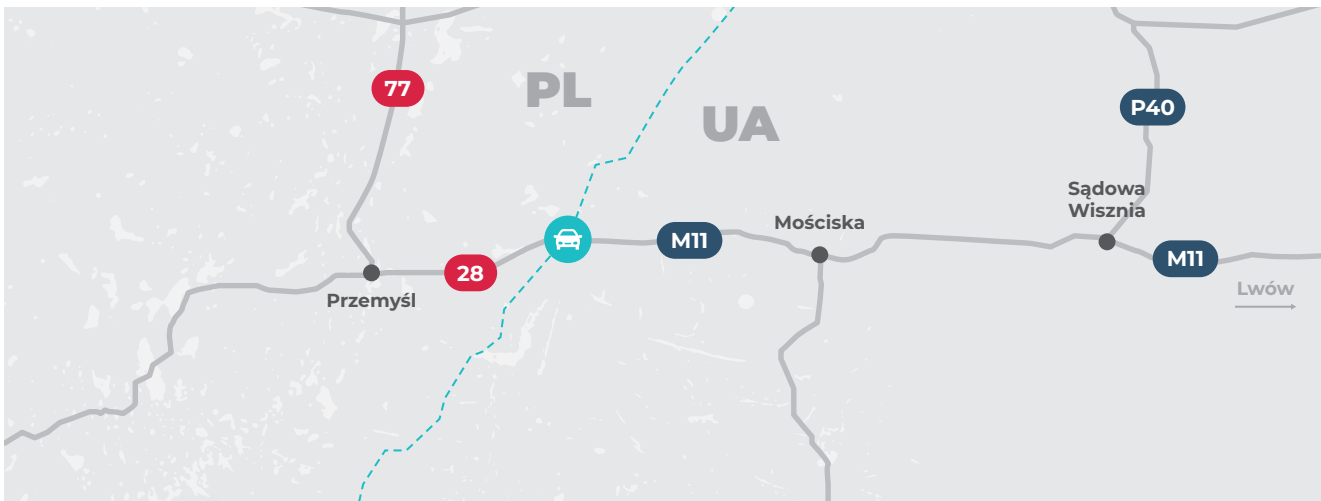 77
PL
UA
P40
Sądowa
Wisznia
Mościska
M11
M11
28
Przemyśl
Lwów